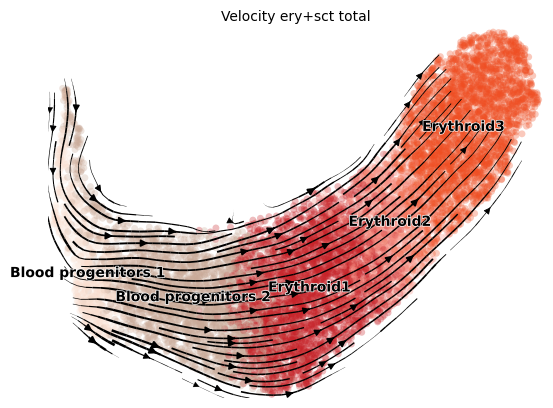 Velocity ery+sct total
Erythroid3
Erythroid2
Blood progenitors 1
Erythroid1
Blood progenitors 2